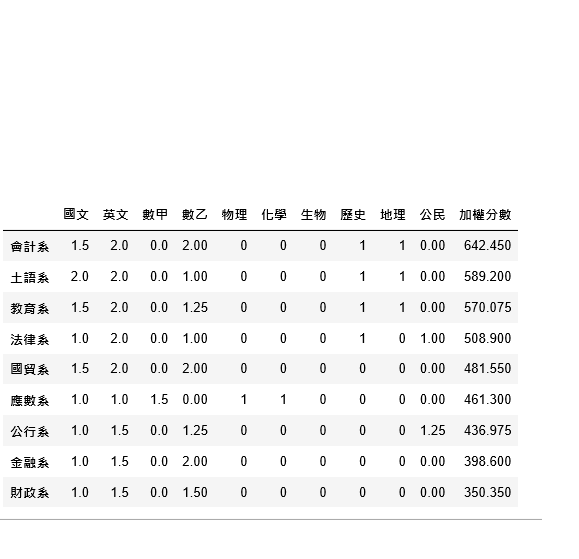 國文 英文 數甲 數乙 物理 化學 生物 歷史 地理 公民 加權分數
會計系 1.5 2.0 0.0 2.00 0 0 0 1 1 0.00 642.450
土語系 2.0 2.0 0.0 1.00 0 0 0 1 1 0.00 589.200
教育系 1.5 2.0 0.0 1.25 0 0 0 1 1 0.00 570.075
法律系 1.0 2.0 0.0 1.00 0 0 0 1 0 1.00 508.900
國貿系 1.5 2.0 0.0 2.00 0 0 0 0 0 0.00 481.550
應數系 1.0 1.0 1.5 0.00 1 1 0 0 0 0.00 461.300
公行系 1.0 1.5 0.0 1.25 0 0 0 0 0 1.25 436.975
金融系 1.0 1.5 0.0 2.00 0 0 0 0 0 0.00 398.600
財政系 1.0 1.5 0.0 1.50 0 0 0 0 0 0.00 350.350